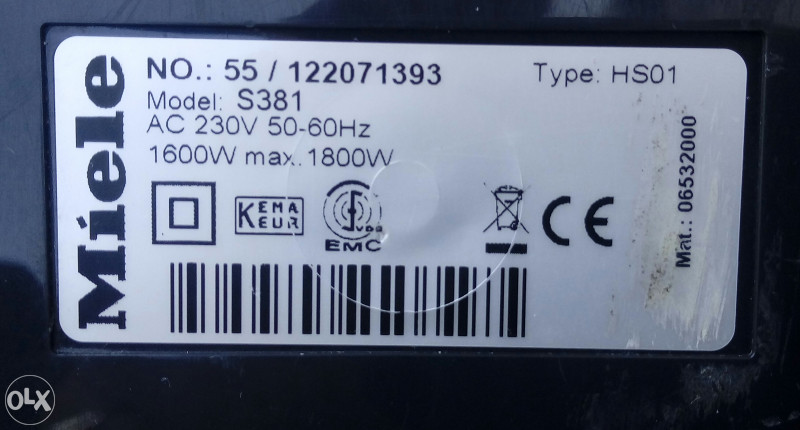 Miele
NO.: 55 / 122071393
Type: HS01
Model: S381
AC 230V 50-60Hz
1600W max. 1800W
KEMA
KEUR
VDE
EMC
CE
Mat.: 06532000
OLX